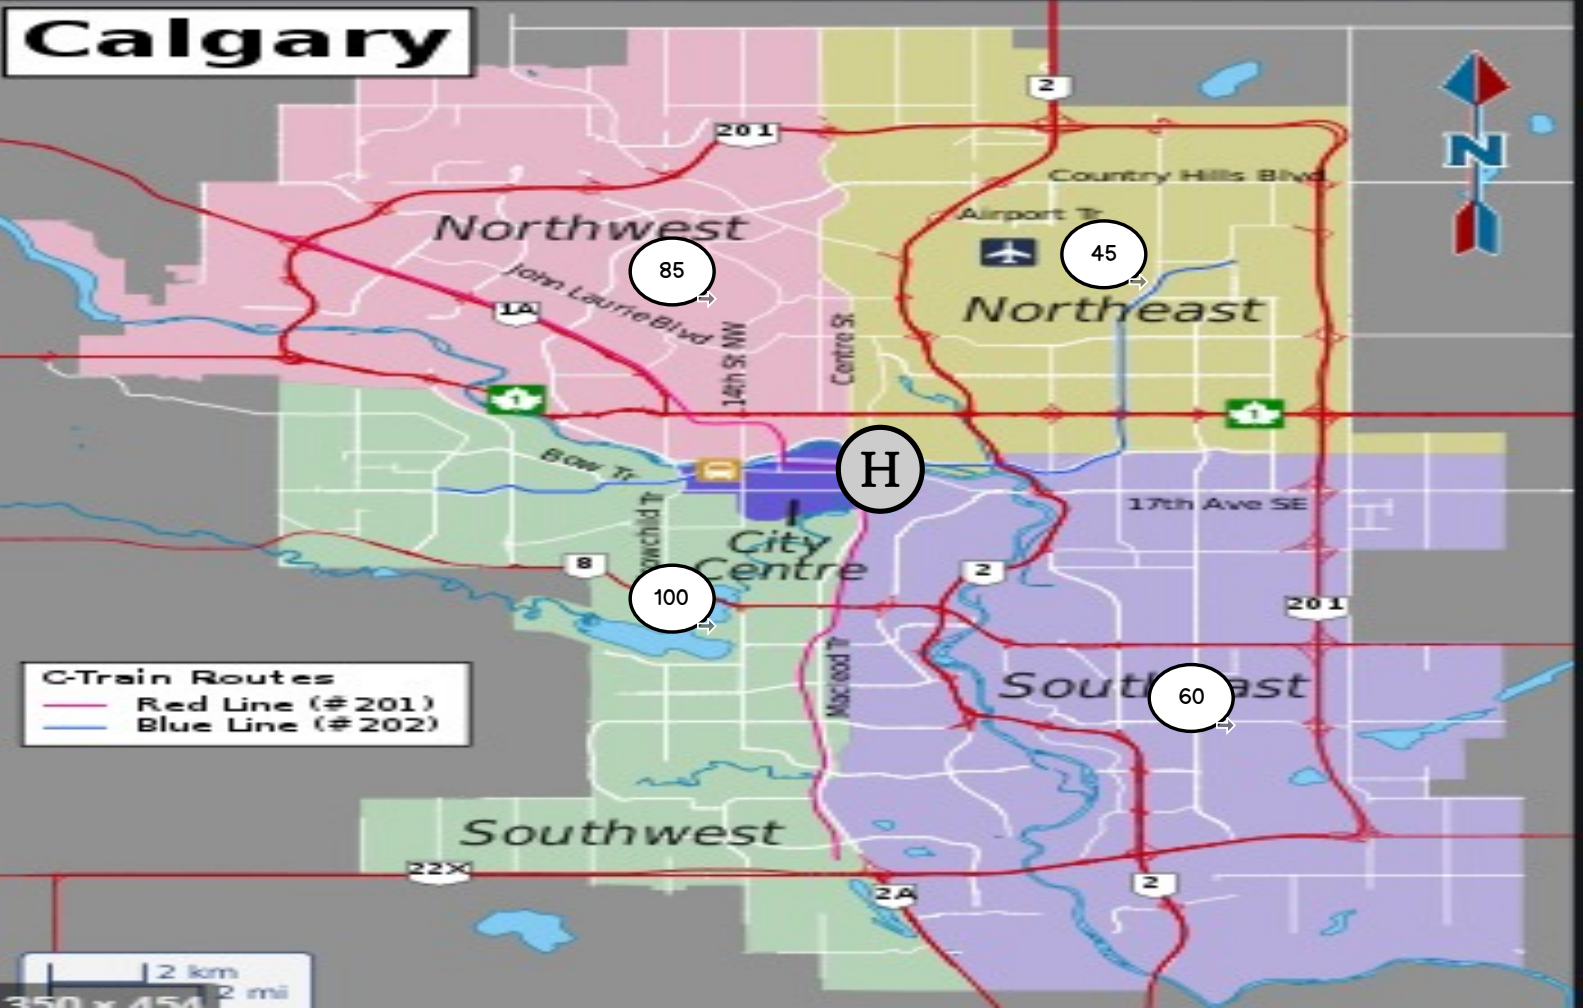 Calgary
2
201
N
Country Hills Blvd
Airport Tr
Northwest
45
85
John Laurie Blvd
1A
Northeast
14th St NW
Centre St
1
1
H
Bow Tr
17th Ave SE
City
Centre
8
2
100
201
C-Train Routes
Red Line (#201)
Blue Line (#202)
Macleod Tr
60
Southwest
22X
2A
2
2 km
2 mi
350 x 454